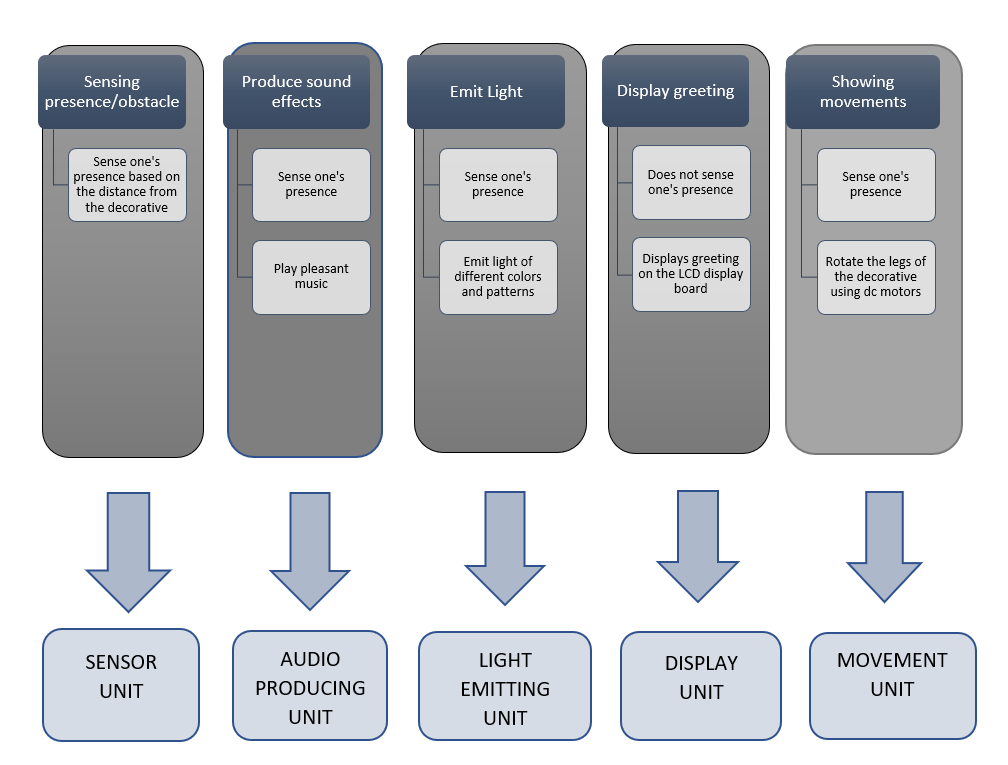 Sensing
presence/obstacle
Sense one's
presence based on
the distance from
the decorative
Produce sound
effects
Sense one's
presence
Play pleasant
music
Emit Light
Sense one's
presence
Emit light of
different colors
and patterns
Display greeting
Does not sense
one's presence
Displays greeting
on the LCD display
board
Showing
movements
Sense one's
presence
Rotate the legs of
the decorative
using dc motors
SENSOR
UNIT
AUDIO
PRODUCING
UNIT
LIGHT
EMITTING
UNIT
DISPLAY
UNIT
MOVEMENT
UNIT